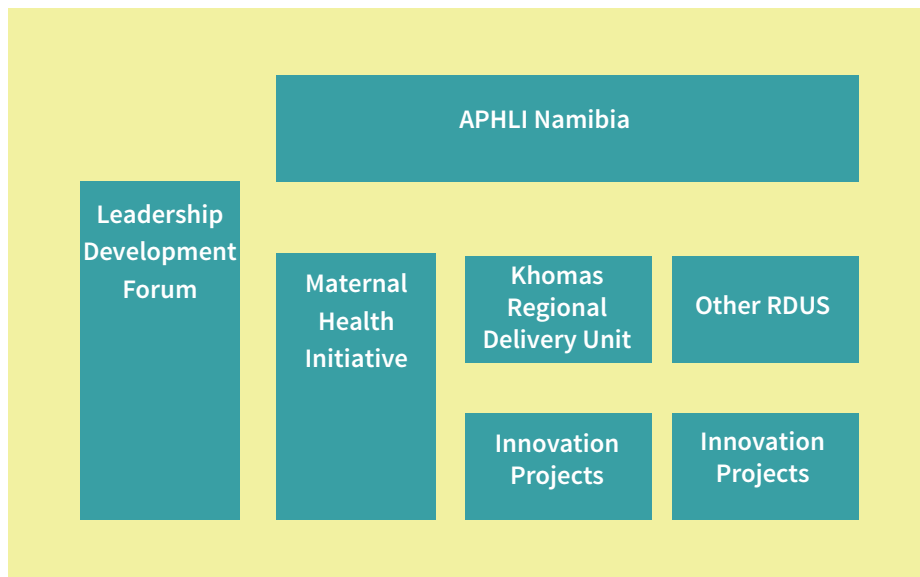 APHLI Namibia
Leadership
Development
Forum
Maternal
Health
Initiative
Khomas
Regional
Delivery Unit
Other RDUS
Innovation
Projects
Innovation
Projects